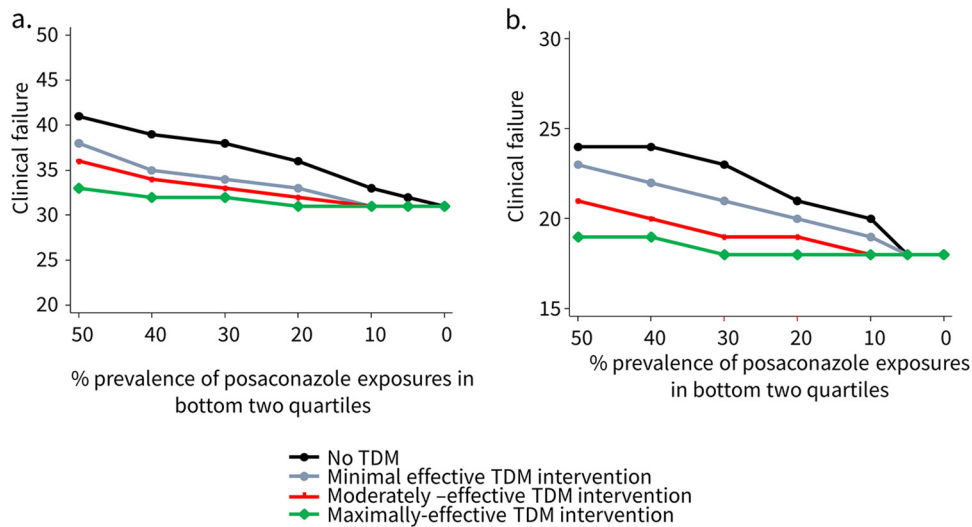 a.
50
45
40
35
30
25
20
Clinical failure
50 40 30 20 10 0
% prevalence of posaconazole exposures in
bottom two quartiles
b.
30
25
20
15
Clinical failure
50 40 30 20 10 0
% prevalence of posaconazole exposures
in bottom two quartiles
No TDM
Minimal effective TDM intervention
Moderately –effective TDM intervention
Maximally-effective TDM intervention